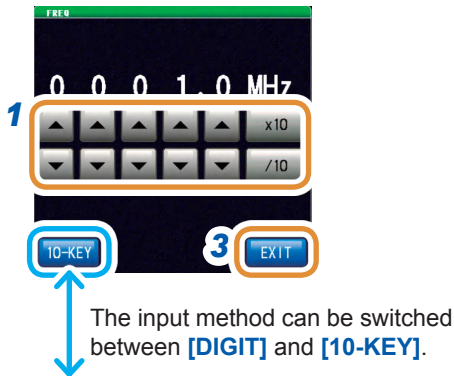 FREQ
0 0 0 1.0 MHz
1
▲ ▲ ▲ ▲ ▲ x10
▼ ▼ ▼ ▼ ▼ /10
10-KEY 3 EXIT
The input method can be switched
between [DIGIT] and [10-KEY].